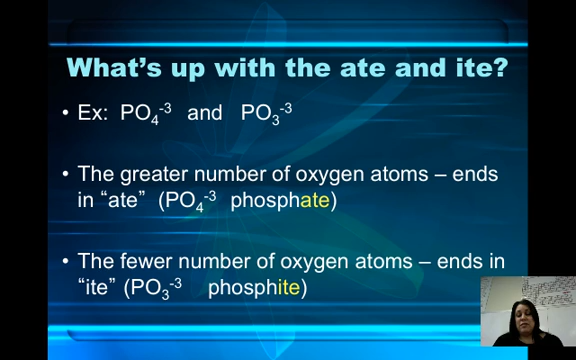 What's up with the ate and ite?
• Ex: PO₄⁻³ and PO₃⁻³
• The greater number of oxygen atoms – ends
in “ate” (PO₄⁻³ phosphate)
• The fewer number of oxygen atoms – ends in
“ite” (PO₃⁻³ phosphite)